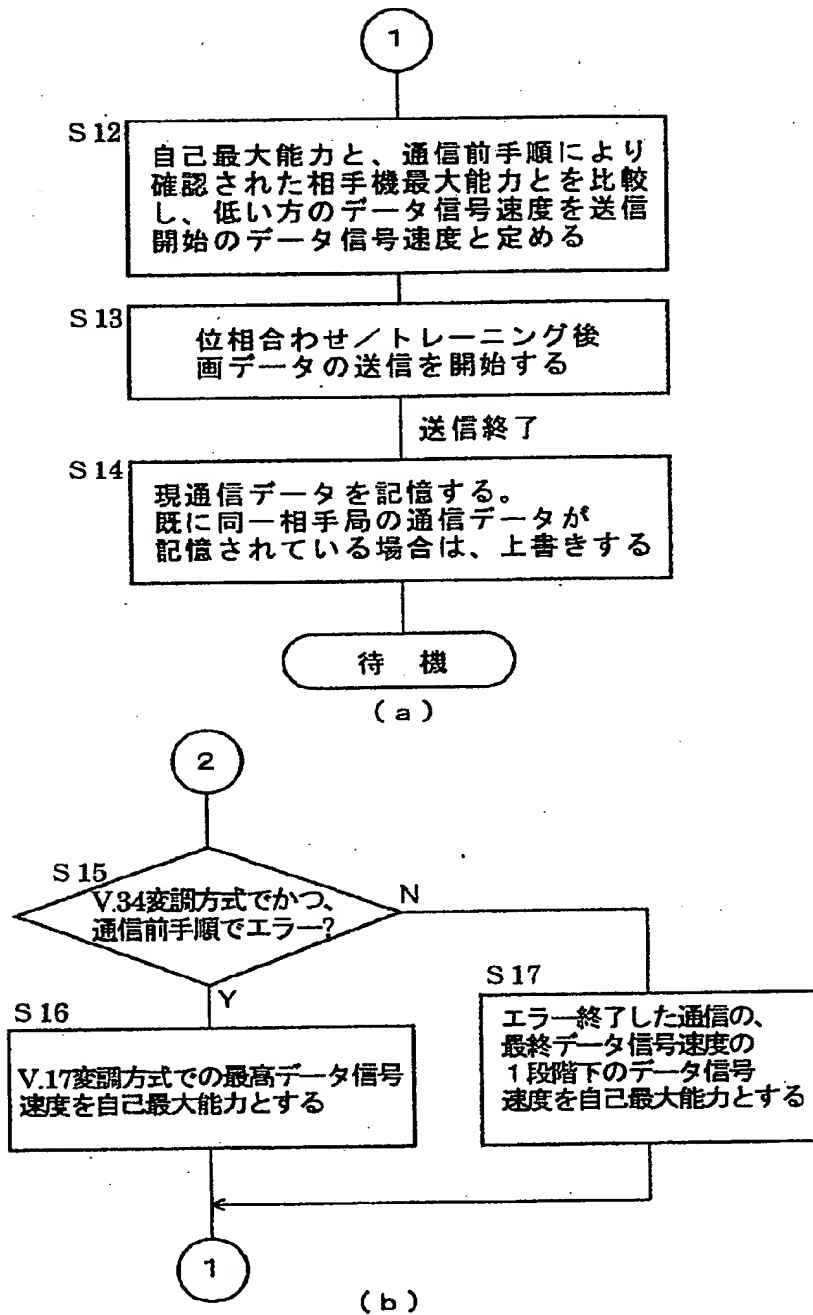 1
S12
自己最大能力と、通信前手順により
確認された相手機最大能力とを比較
し、低い方のデータ信号速度を送信
開始のデータ信号速度と定める
S13
位相合わせ／トレーニング後
画データの送信を開始する
送信終了
S14
現通信データを記憶する。
既に同一相手局の通信データが
記憶されている場合は、上書きする
待 機
(a)
2
S15
V.34変調方式でかつ、
通信前手順でエラー?
N
Y
S16
V.17変調方式での最高データ信号
速度を自己最大能力とする
S17
エラー終了した通信の、
最終データ信号速度の
1段階下のデータ信号
速度を自己最大能力とする
1
(b)